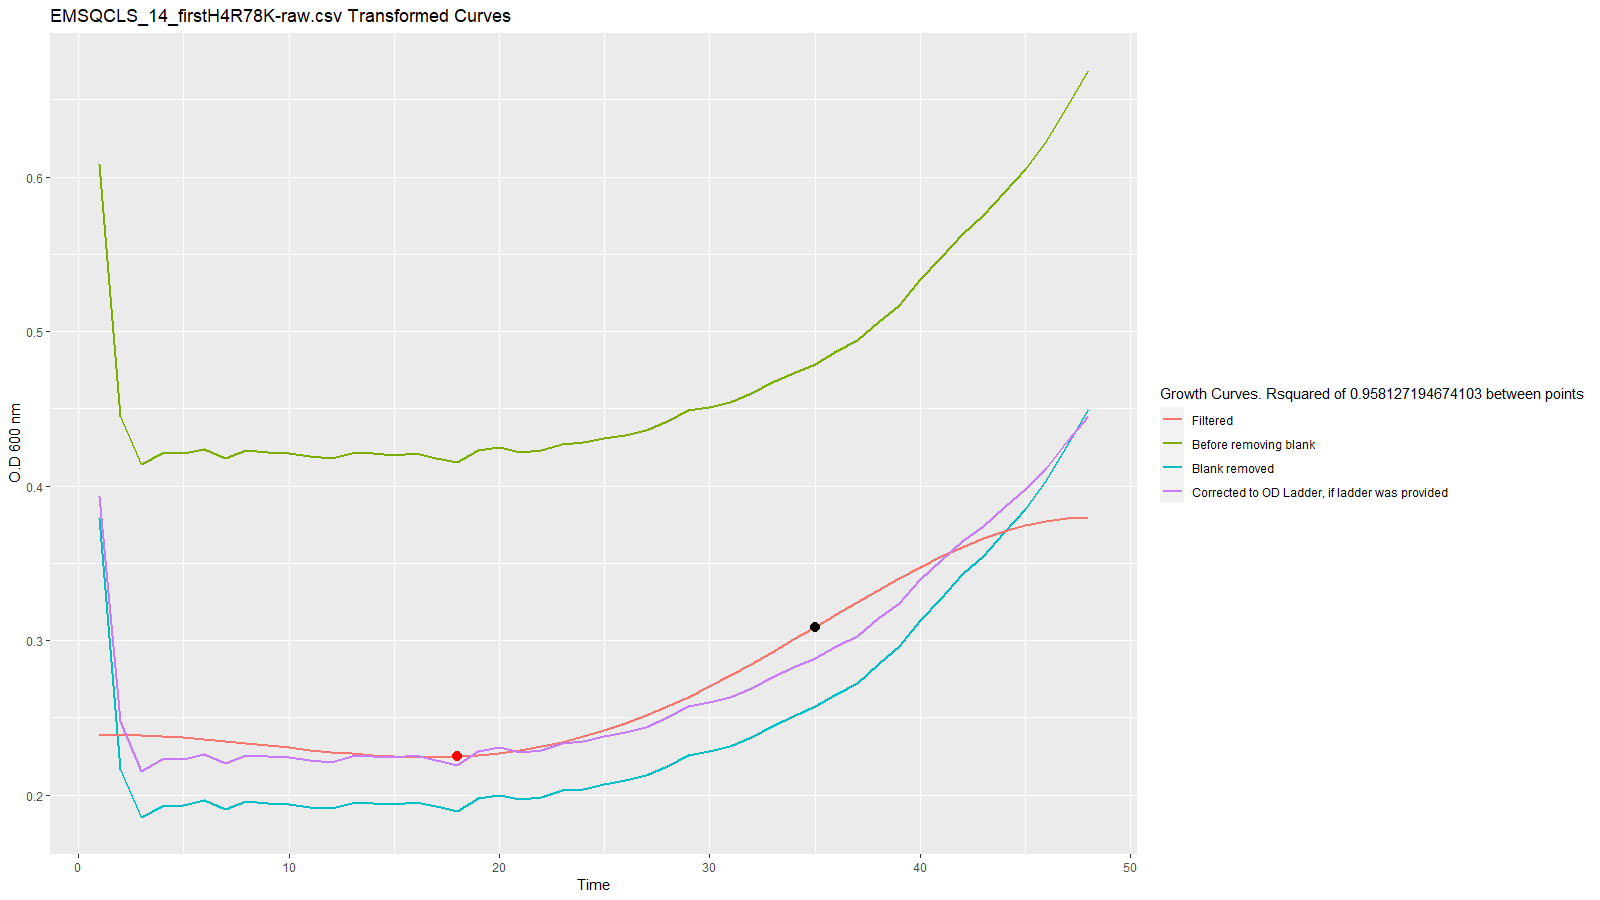 EMSQCLS_14_firstH4R78K-raw.csv Transformed Curves
O.D 600 nm
0.6
0.5
0.4
0.3
0.2
0 10 20 30 40 50
Time
Growth Curves. Rsquared of 0.958127194674103 between points
Filtered
Before removing blank
Blank removed
Corrected to OD Ladder, if ladder was provided